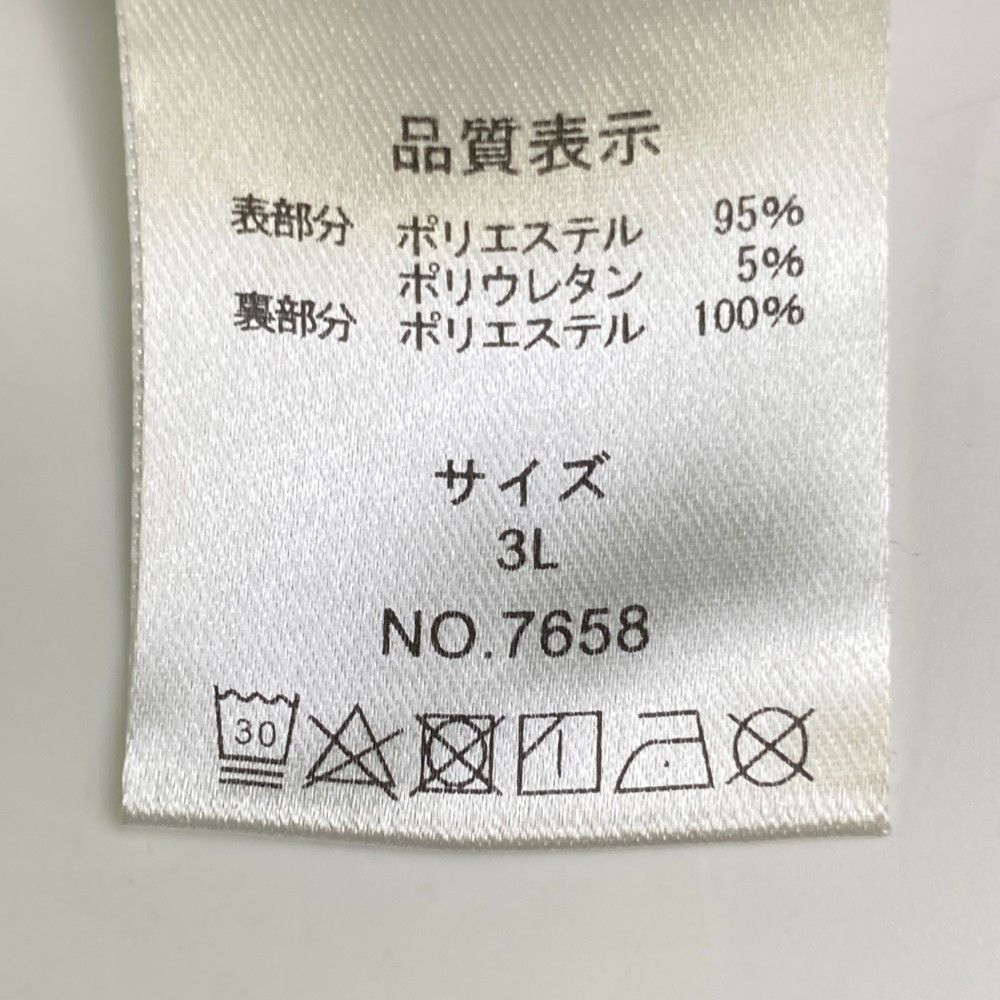 品質表示
表部分 ポリエステル 95%
ポリウレタン 5%
裏部分 ポリエステル 100%
サイズ
3L
NO.7658
30